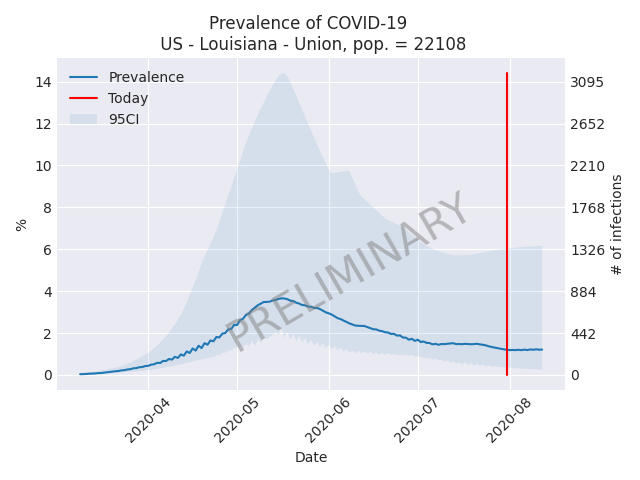 Prevalence of COVID-19
US - Louisiana - Union, pop. = 22108
Prevalence
Today
95CI
14
12
10
8
6
4
2
0
%
3095
2652
2210
1768
1326
884
442
0
# of infections
PRELIMINARY
2020-04
2020-05
2020-06
2020-07
2020-08
Date